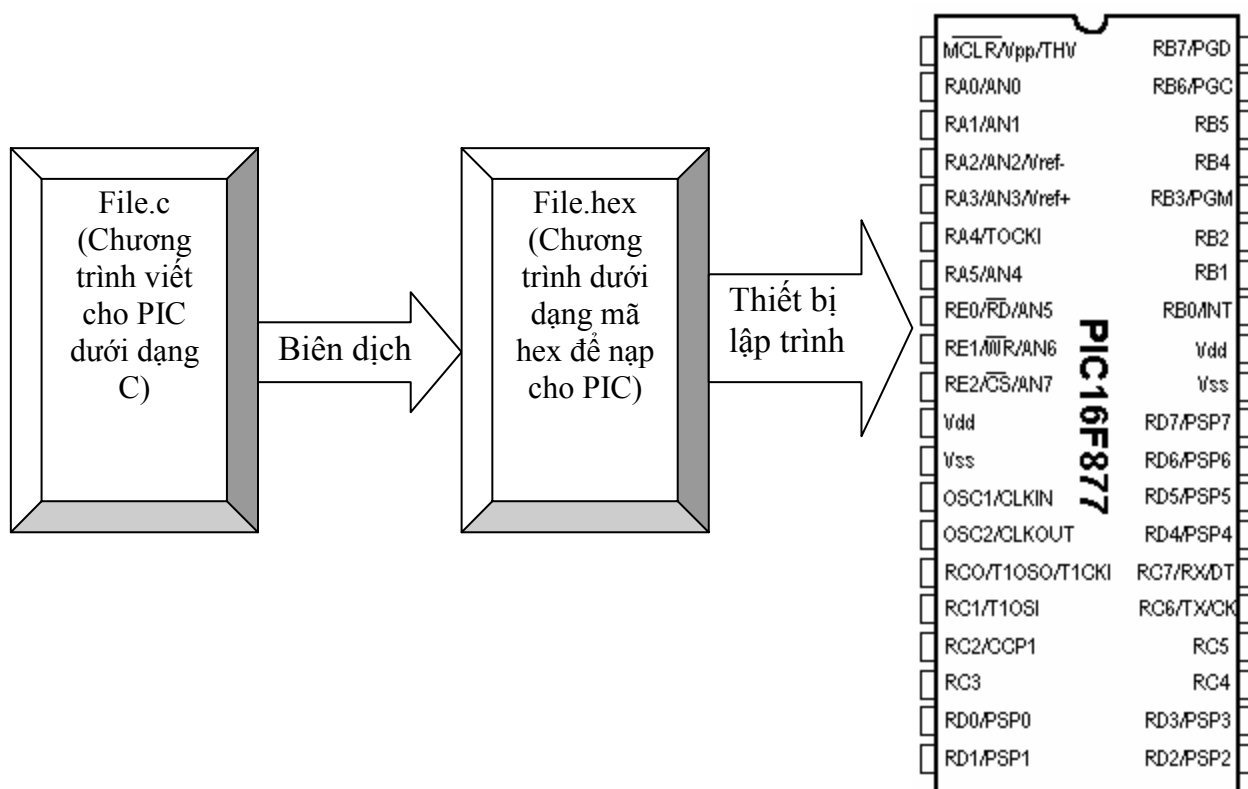 File.c
(Chương
trình viết
cho PIC
dưới dạng
C)
Biên dịch
File.hex
(Chương
trình dưới
dạng mã
hex để nạp
cho PIC)
Thiết bị
lập trình
MCLR/Vpp/THV
RA0/AN0
RA1/AN1
RA2/AN2/Vref-
RA3/AN3/Vref+
RA4/TOCKI
RA5/AN4
RE0/RD/AN5
RE1/WR/AN6
RE2/CS/AN7
Vdd
Vss
OSC1/CLKIN
OSC2/CLKOUT
RCO/T1OSO/T1CKI
RC1/T1OSI
RC2/CCP1
RC3
RD0/PSP0
RD1/PSP1
PIC16F877
RB7/PGD
RB6/PGC
RB5
RB4
RB3/PGM
RB2
RB1
RB0/INT
Vdd
Vss
RD7/PSP7
RD6/PSP6
RD5/PSP5
RD4/PSP4
RC7/RX/DT
RC6/TX/CK
RC5
RC4
RD3/PSP3
RD2/PSP2